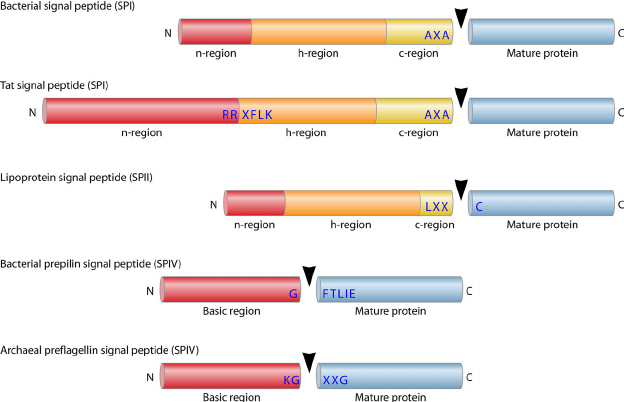 Bacterial signal peptide (SPI)
N AXA C
n-region h-region c-region Mature protein
Tat signal peptide (SPI)
N RR XFLK AXA C
n-region h-region c-region Mature protein
Lipoprotein signal peptide (SPII)
N LXX C C
n-region h-region c-region Mature protein
Bacterial prepilin signal peptide (SPIV)
N G FTLIE C
Basic region Mature protein
Archaeal preflagellin signal peptide (SPIV)
N KG XXG C
Basic region Mature protein